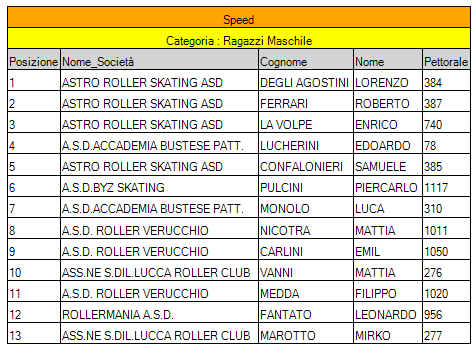 Speed
Categoria : Ragazzi Maschile
Posizione Nome_Società Cognome Nome Pettorale
1 ASTRO ROLLER SKATING ASD DEGLI AGOSTINI LORENZO 384
2 ASTRO ROLLER SKATING ASD FERRARI ROBERTO 387
3 ASTRO ROLLER SKATING ASD LA VOLPE ENRICO 740
4 A.S.D.ACCADEMIA BUSTESE PATT. LUCHERINI EDOARDO 78
5 ASTRO ROLLER SKATING ASD CONFALONIERI SAMUELE 385
6 A.S.D.BYZ SKATING PULCINI PIERCARLO 1117
7 A.S.D.ACCADEMIA BUSTESE PATT. MONOLO LUCA 310
8 A.S.D. ROLLER VERUCCHIO NICOTRA MATTIA 1011
9 A.S.D. ROLLER VERUCCHIO CARLINI EMIL 1050
10 ASS.NE S.DIL.LUCCA ROLLER CLUB VANNI MATTIA 276
11 A.S.D. ROLLER VERUCCHIO MEDDA FILIPPO 1020
12 ROLLERMANIA A.S.D. FANTATO LEONARDO 956
13 ASS.NE S.DIL.LUCCA ROLLER CLUB MAROTTO MIRKO 277